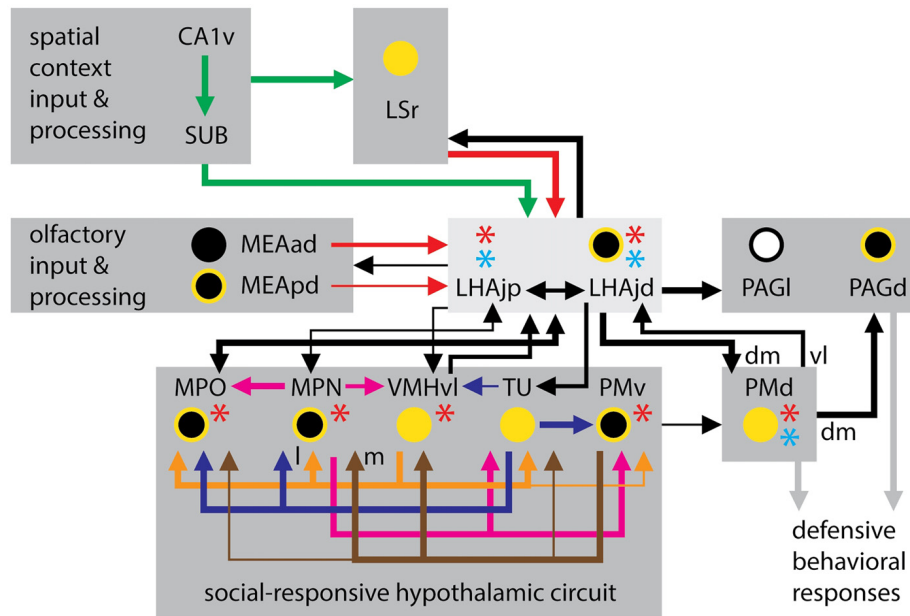 spatial
context
input &
processing
CA1v
SUB
LSr
olfactory
input &
processing
MEAad
MEApd
*
*
*
*
LHAjp
LHAjd
PAGl
PAGd
MPO
MPN
VMHvl
TU
PMv
*
*
*
*
l
m
dm
vl
PMd
*
*
dm
social-responsive hypothalamic circuit
defensive
behavioral
responses